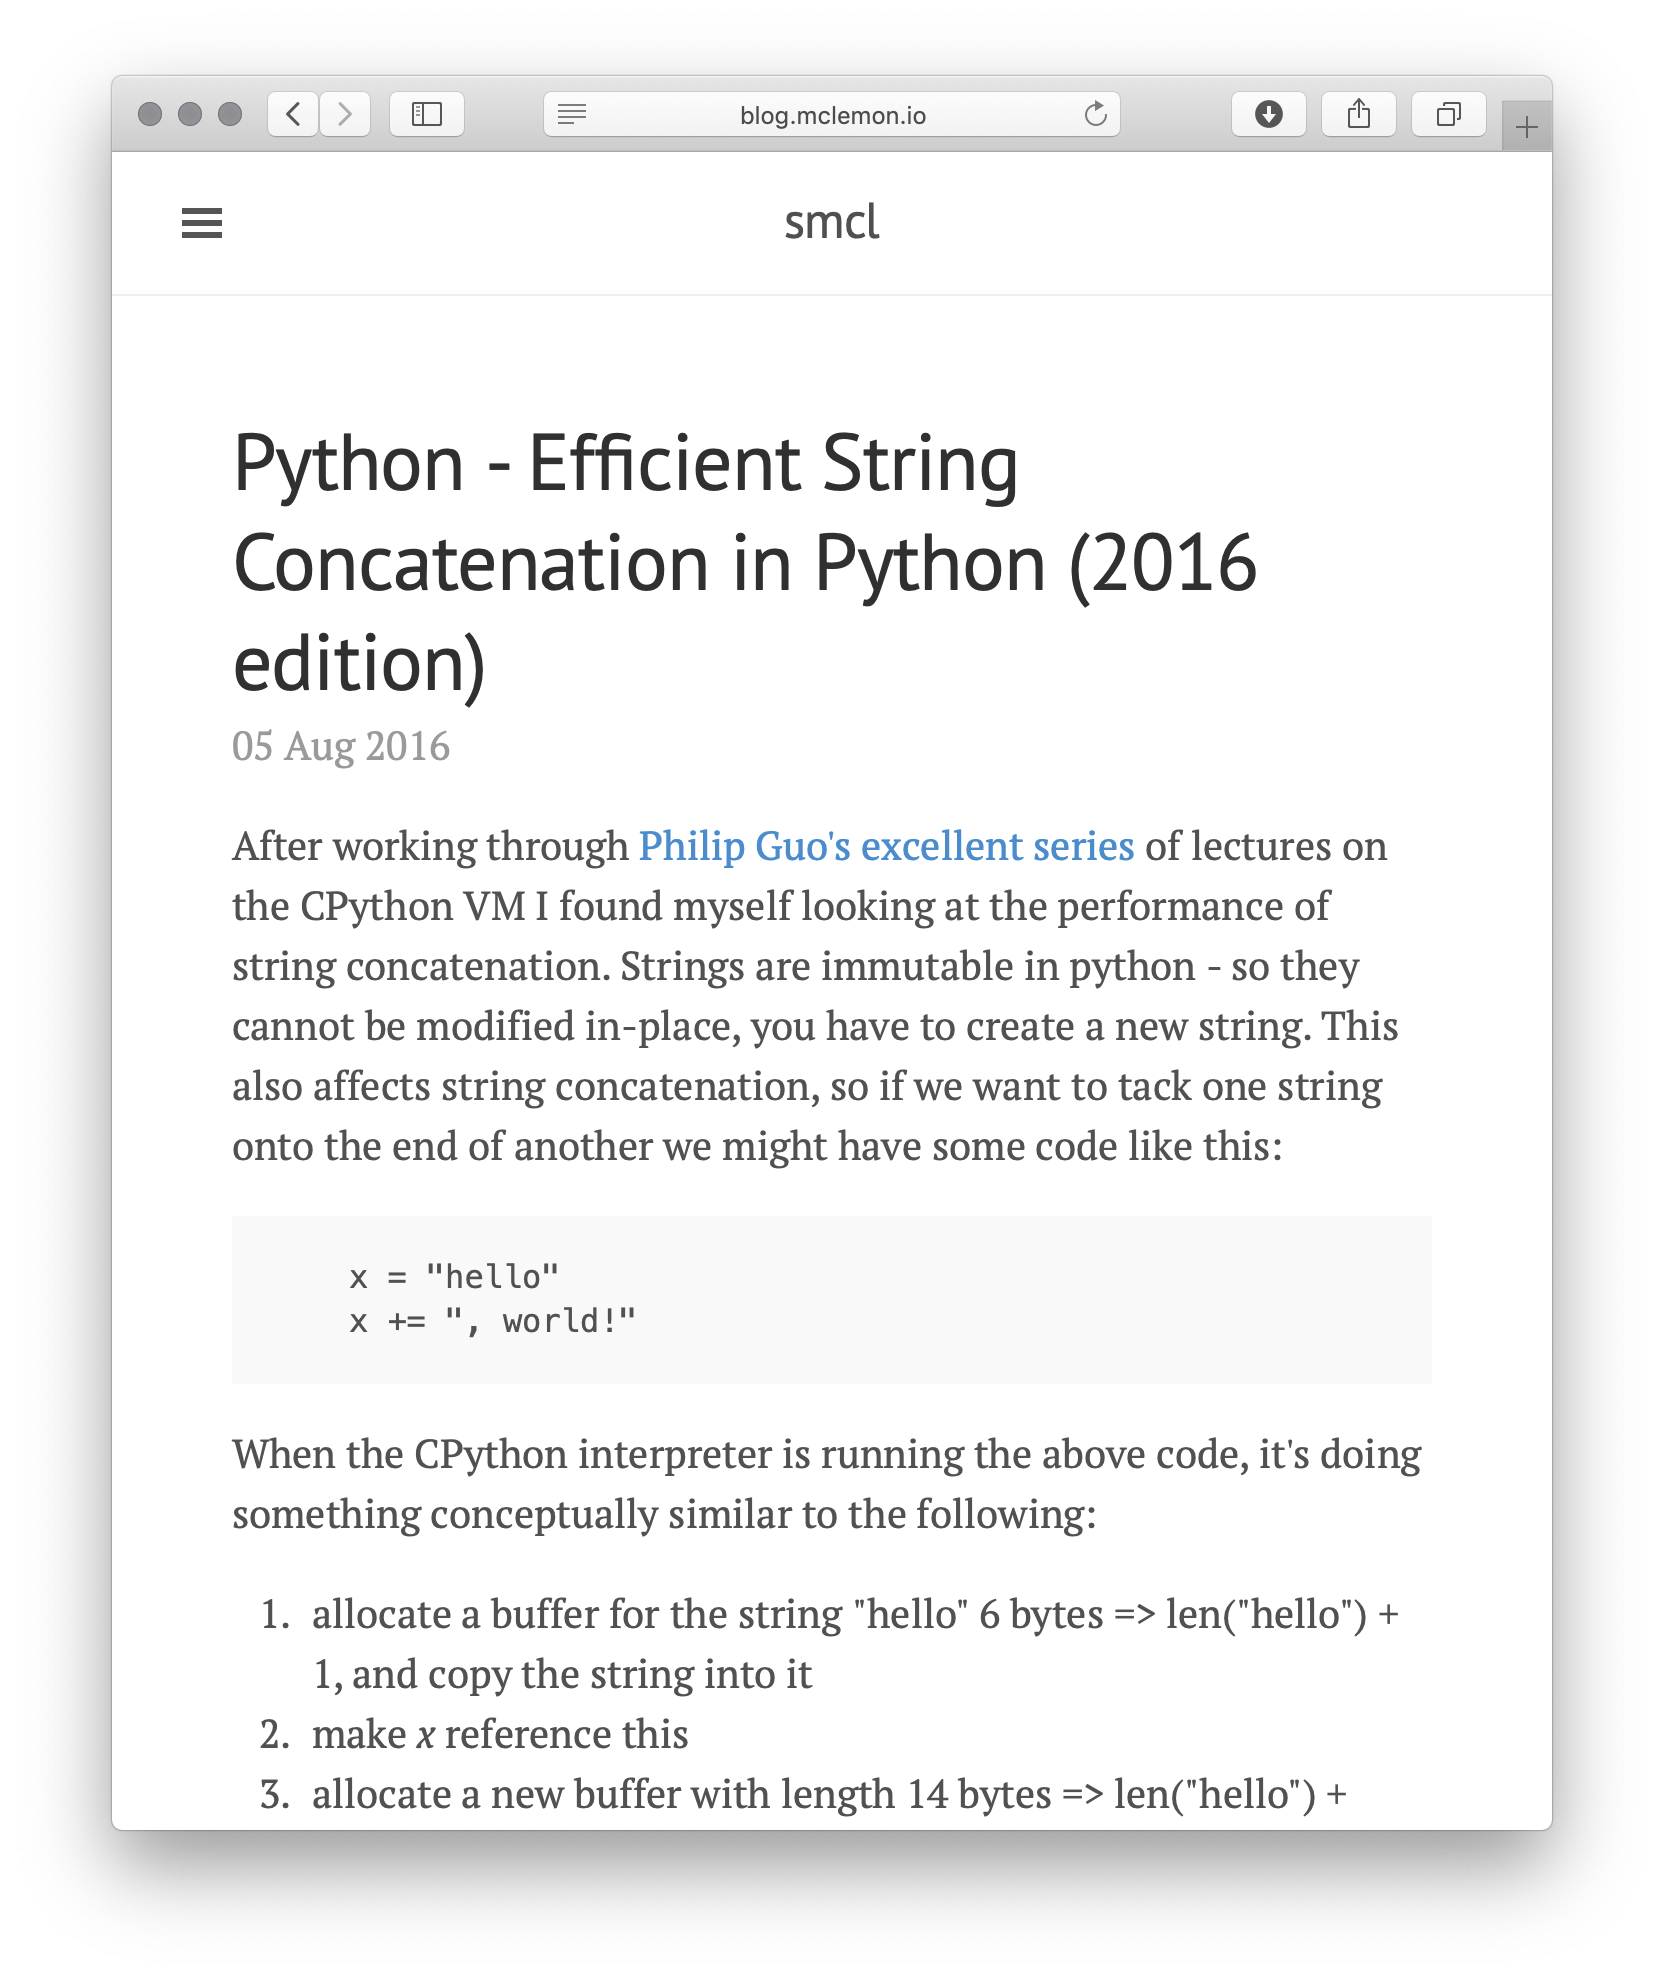 blog.mclemon.io
smcl
Python - Efficient String
Concatenation in Python (2016
edition)
05 Aug 2016
After working through Philip Guo's excellent series of lectures on
the CPython VM I found myself looking at the performance of
string concatenation. Strings are immutable in python - so they
cannot be modified in-place, you have to create a new string. This
also affects string concatenation, so if we want to tack one string
onto the end of another we might have some code like this:
x = "hello"
x += ", world!"
When the CPython interpreter is running the above code, it's doing
something conceptually similar to the following:
1. allocate a buffer for the string "hello" 6 bytes => len("hello") +
1, and copy the string into it
2. make x reference this
3. allocate a new buffer with length 14 bytes => len("hello") +